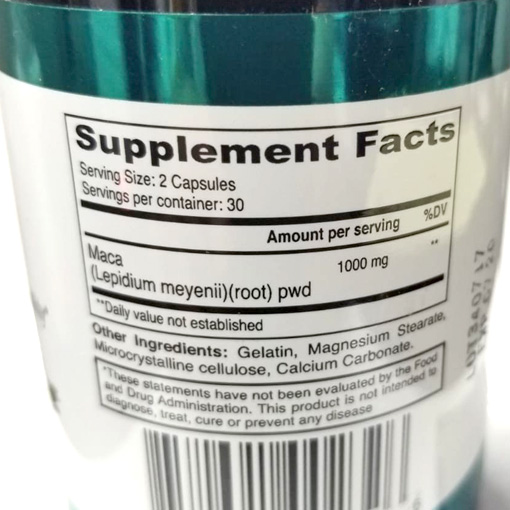 Supplement Facts
Serving Size: 2 Capsules
Servings per container: 30
Amount per serving %DV
Maca 1000 mg **
(Lepidium meyenii)(root) pwd
**Daily value not established
Other Ingredients: Gelatin, Magnesium Stearate,
Microcrystalline cellulose, Calcium Carbonate.
*These statements have not been evaluated by the Food
and Drug Administration. This product is not intended to
diagnose, treat, cure or prevent any disease